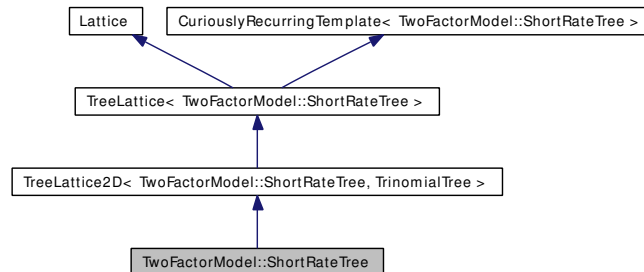 Lattice
CuriouslyRecurringTemplate< TwoFactorModel::ShortRateTree >
TreeLattice< TwoFactorModel::ShortRateTree >
TreeLattice2D< TwoFactorModel::ShortRateTree, TrinomialTree >
TwoFactorModel::ShortRateTree